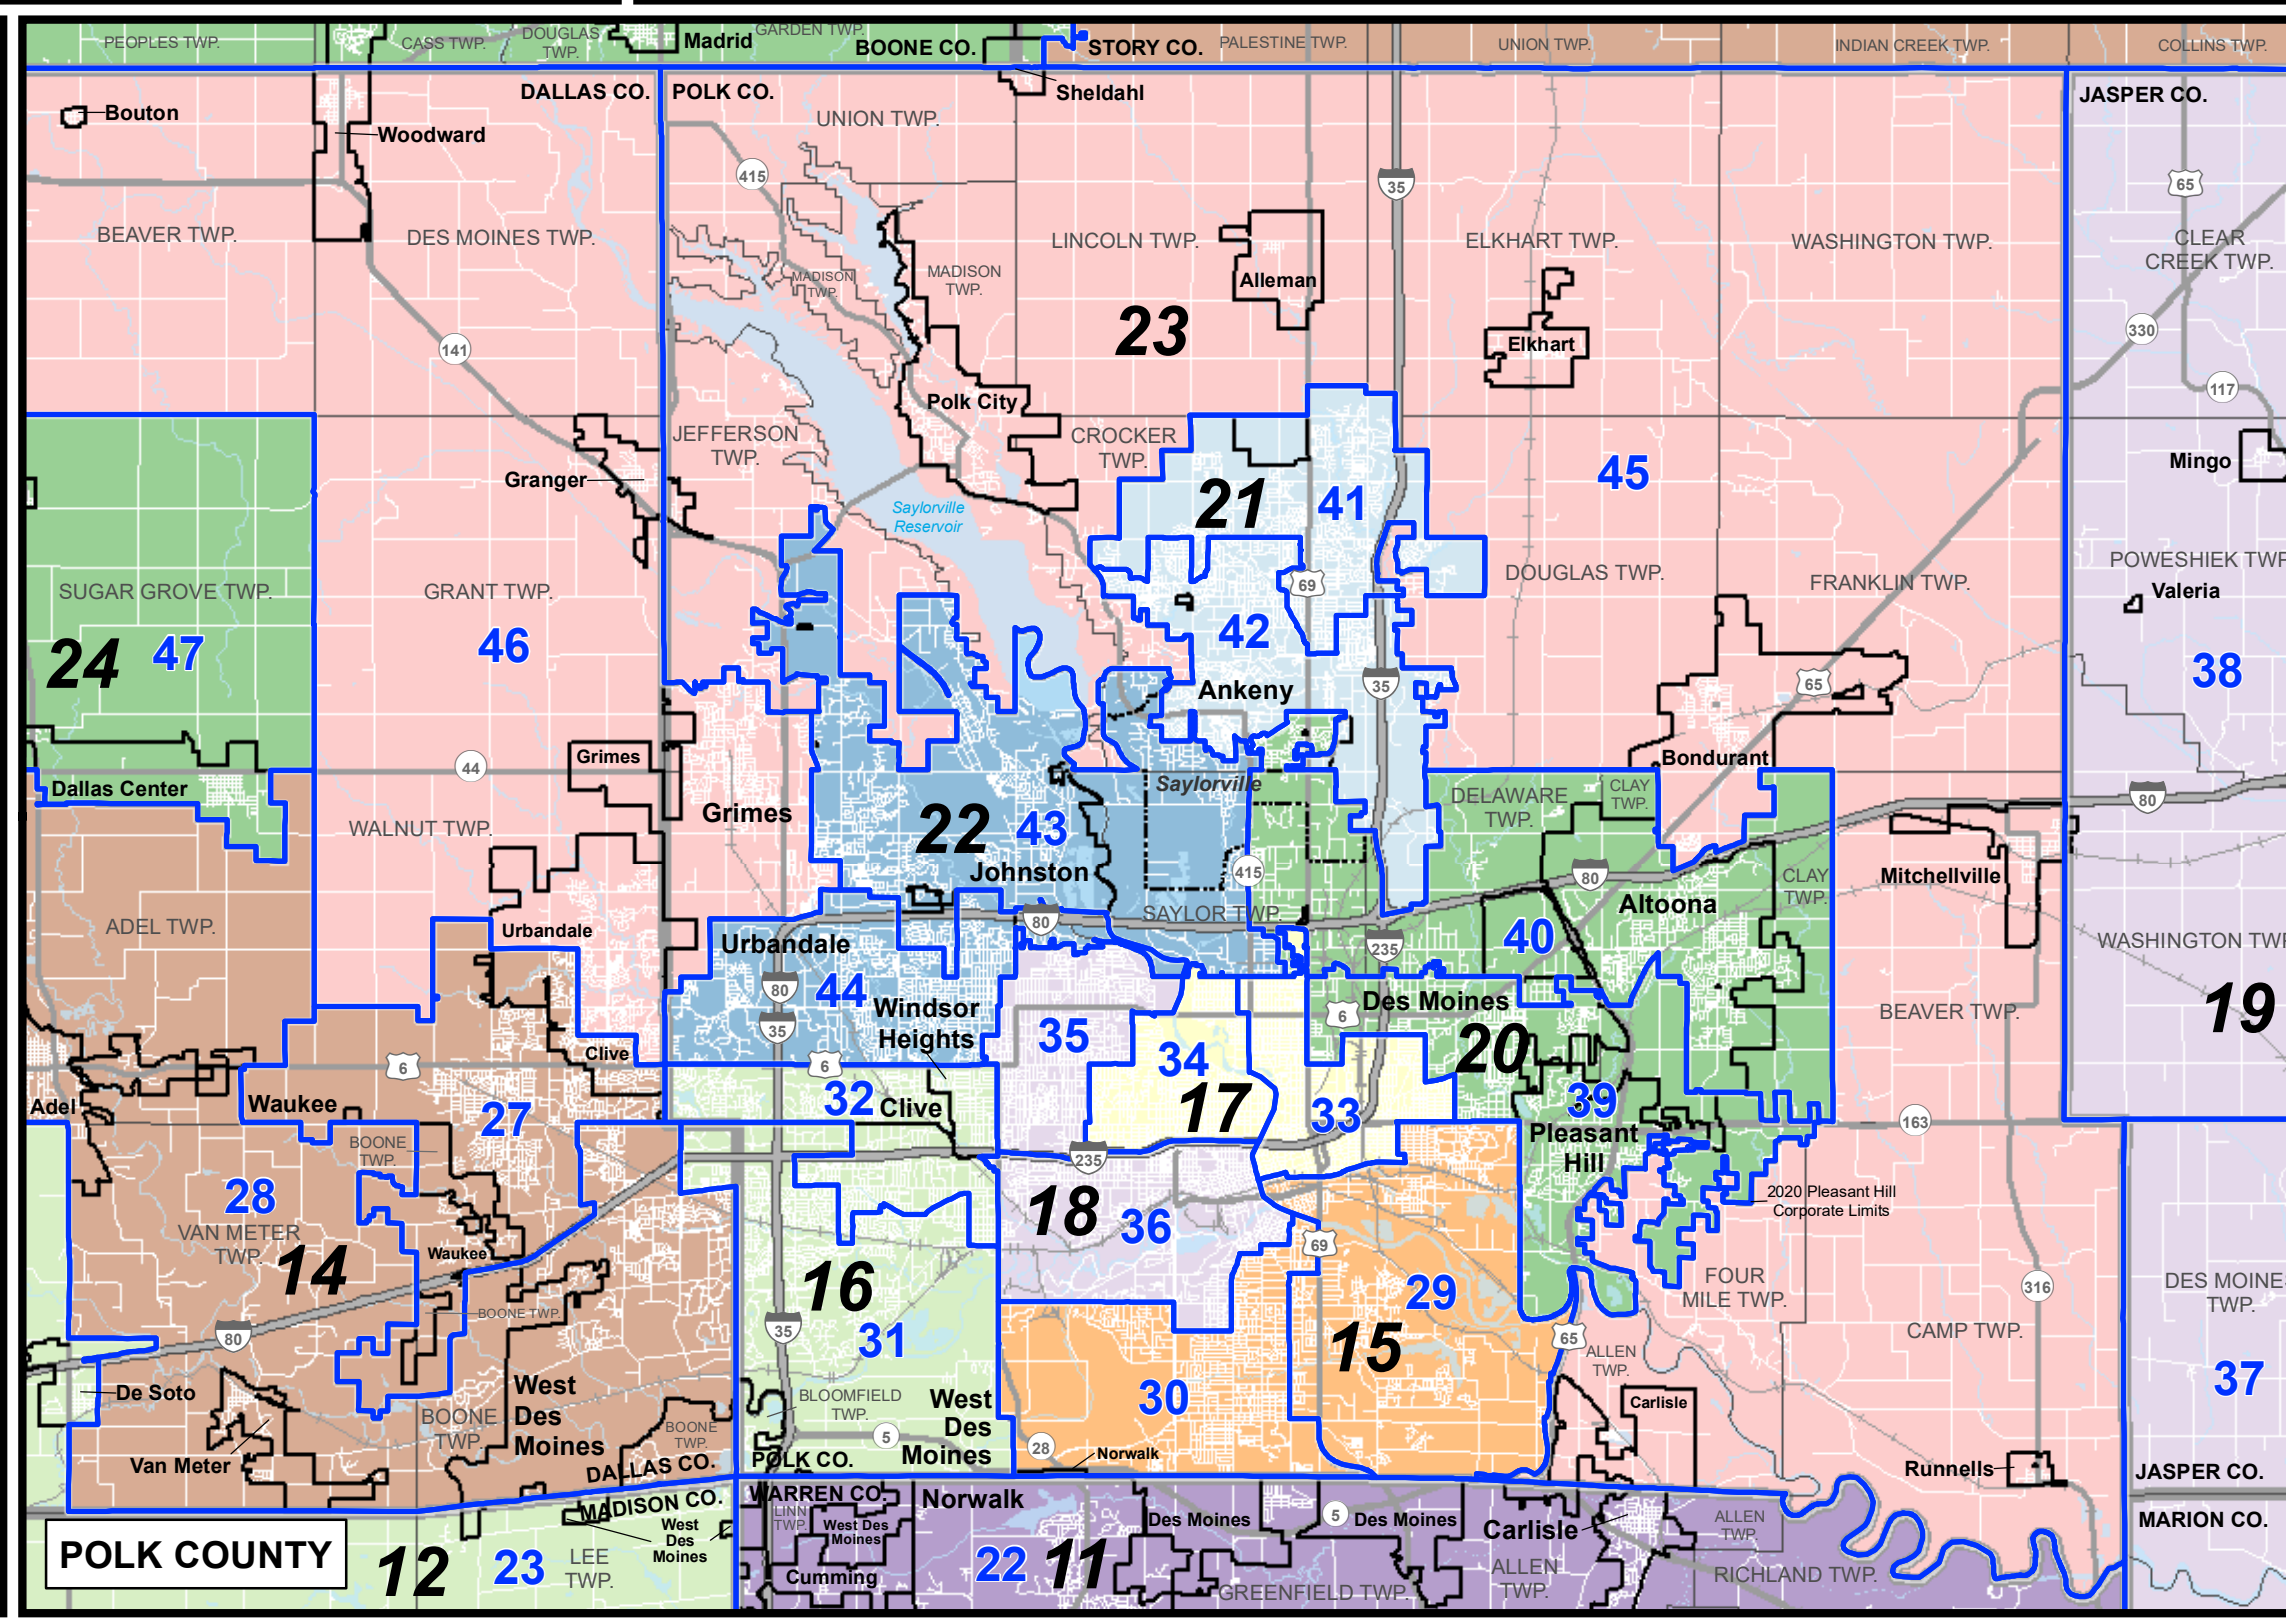 PEOPLES TWP.
CASS TWP.
DOUGLAS
TWP.
Madrid
GARDEN TWP.
BOONE CO.
STORY CO.
PALESTINE TWP.
UNION TWP.
INDIAN CREEK TWP.
COLLINS TWP.
DALLAS CO.
POLK CO.
Sheldahl
JASPER CO.
Bouton
Woodward
UNION TWP.
415
35
65
BEAVER TWP.
DES MOINES TWP.
MADISON
TWP.
MADISON
TWP.
LINCOLN TWP.
Alleman
ELKHART TWP.
WASHINGTON TWP.
CLEAR
CREEK TWP.
23
141
Elkhart
330
117
Polk City
JEFFERSON
TWP.
CROCKER
TWP.
Granger
Saylorville
Reservoir
21
41
45
Mingo
SUGAR GROVE TWP.
GRANT TWP.
69
DOUGLAS TWP.
FRANKLIN TWP.
POWESHIEK TWP
Valeria
24
47
46
42
Ankeny
35
65
38
44
Grimes
Bondurant
Dallas Center
Saylorville
80
Grimes
DELAWARE
TWP.
CLAY
TWP.
WALNUT TWP.
22
43
Johnston
415
80
CLAY
TWP.
Mitchellville
Altoona
ADEL TWP.
Urbandale
Urbandale
80
SAYLOR TWP.
235
40
WASHINGTON TWP
80
44
35
Windsor
Heights
35
6
Des Moines
20
BEAVER TWP.
19
Clive
6
6
34
Adel
Waukee
27
32
Clive
17
33
39
163
BOONE
TWP.
235
Pleasant
Hill
28
VAN METER
TWP.
14
Waukee
18
36
69
2020 Pleasant Hill
Corporate Limits
BOONE TWP.
16
31
35
29
15
FOUR
MILE TWP.
316
DES MOINE
TWP.
80
65
CAMP TWP.
ALLEN
TWP.
De Soto
West
Des
Moines
BOONE
TWP.
BOONE
TWP.
BLOOMFIELD
TWP.
West
Des
Moines
30
Carlisle
37
5
28
Norwalk
Van Meter
DALLAS CO.
POLK CO.
Runnells
JASPER CO.
MADISON CO.
WARREN CO.
Norwalk
LINN
TWP.
West Des
Moines
Des Moines
5
Des Moines
Carlisle
ALLEN
TWP.
MARION CO.
POLK COUNTY
12
23
LEE
TWP.
West
Des
Moines
Cumming
22
11
GREENFIELD TWP.
ALLEN
TWP.
RICHLAND TWP.